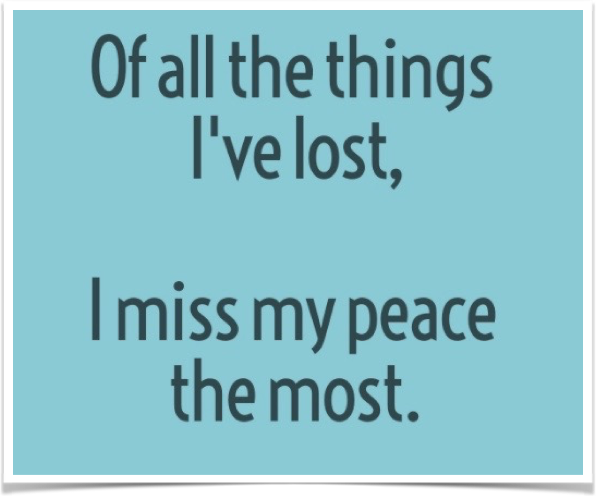 Of all the things
I've lost,
I miss my peace
the most.